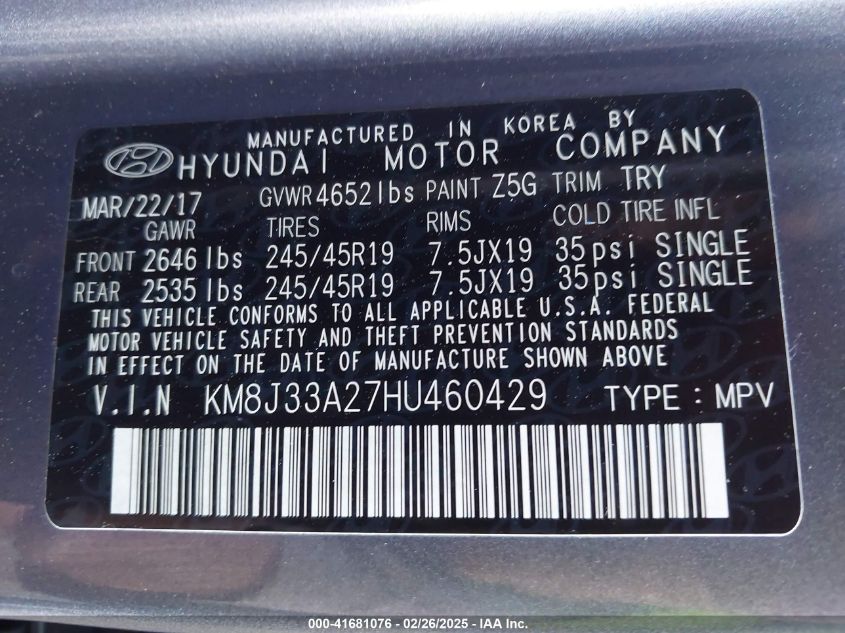 MANUFACTURED IN KOREA BY
HYUNDAI MOTOR COMPANY
MAR/22/17 GVWR 4652lbs PAINT Z5G TRIM TRY
GAWR TIRES RIMS COLD TIRE INFL
FRONT 2646 lbs 245/45R19 7.5JX19 35psi SINGLE
REAR 2535 lbs 245/45R19 7.5JX19 35psi SINGLE
THIS VEHICLE CONFORMS TO ALL APPLICABLE U.S.A. FEDERAL
MOTOR VEHICLE SAFETY AND THEFT PREVENTION STANDARDS
IN EFFECT ON THE DATE OF MANUFACTURE SHOWN ABOVE
V.I.N KM8J33A27HU460429 TYPE : MPV
000-41681076 - 02/26/2025 - IAA Inc.